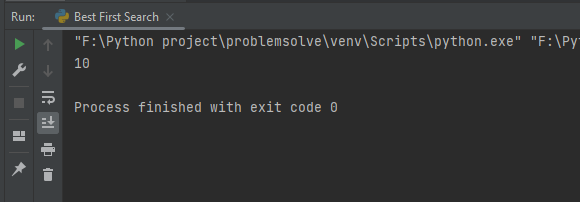 Run: Best First Search
"F:\Python project\problemsolve\venv\Scripts\python.exe" "F:\Py
10
Process finished with exit code 0